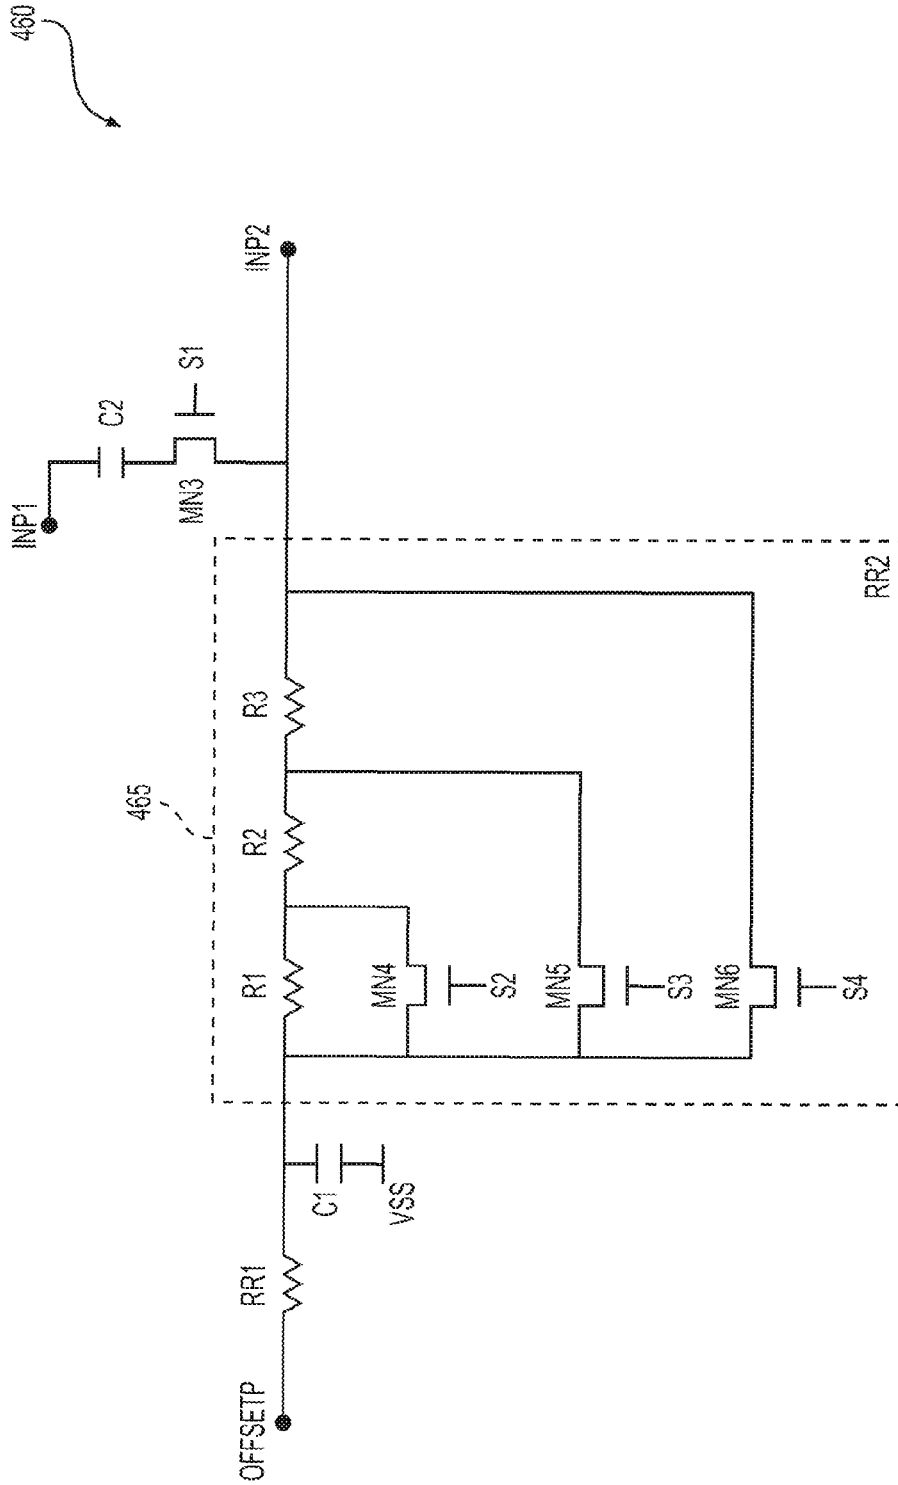 460
INP1
C2
MN3
S1
INP2
465
R1
R2
R3
MN4
S2
MN5
S3
MN6
S4
RR2
OFFSETP
RR1
C1
VSS